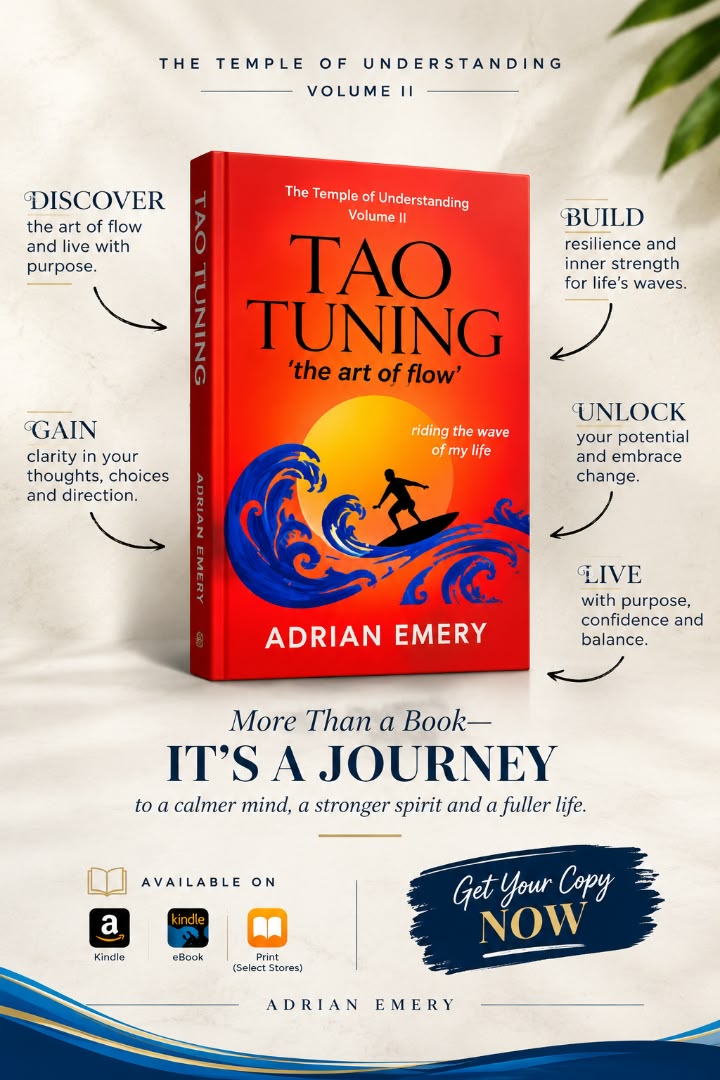 THE TEMPLE OF UNDERSTANDING
VOLUME II
DISCOVER
the art of flow
and live with
purpose.
GAIN
clarity in your
thoughts, choices
and direction.
TAO TUNING
ADRIAN EMERY
The Temple of Understanding
Volume II
TAO
TUNING
'the art of flow'
riding the wave
of my life
ADRIAN EMERY
BUILD
resilience and
inner strength
for life's waves.
UNLOCK
your potential
and embrace
change.
LIVE
with purpose,
confidence and
balance.
More Than a Book—
IT'S A JOURNEY
to a calmer mind, a stronger spirit and a fuller life.
AVAILABLE ON
a
Kindle
kindle
eBook
Print
(Select Stores)
Get Your Copy
NOW
ADRIAN EMERY